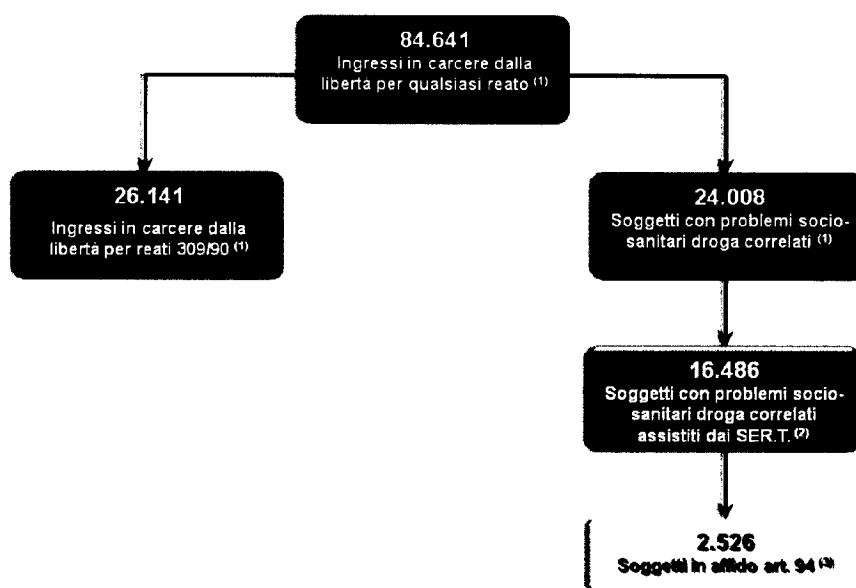 84.641
Ingressi in carcere dalla
libertà per qualsiasi reato (1)
26.141
Ingressi in carcere dalla
libertà per reati 309/90 (1)
24.008
Soggetti con problemi socio-
sanitari droga correlati (1)
16.486
Soggetti con problemi socio-
sanitari droga correlati
assistiti dai SER.T. (2)
2.526
Soggetti in affido art. 94 (3)